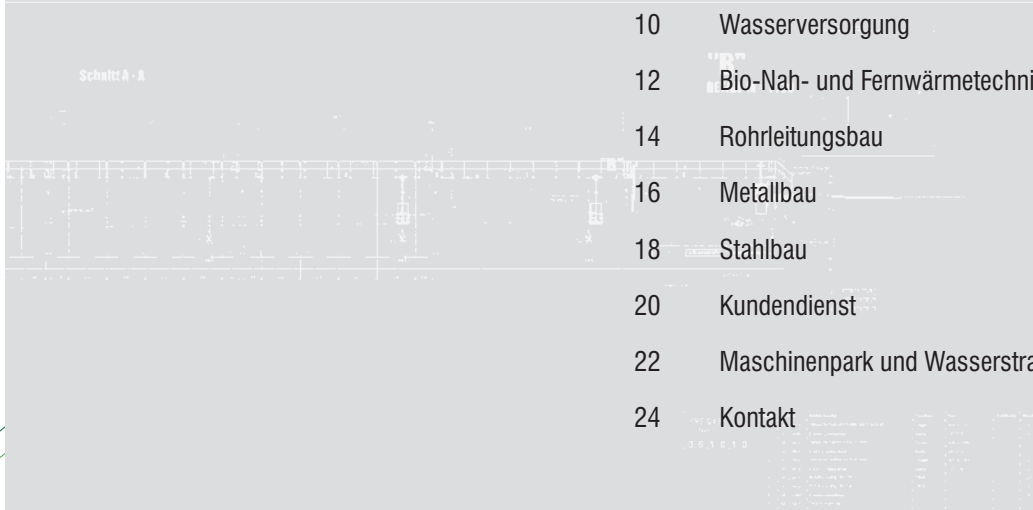 10 Wasserversorgung
Schnitt A - A
"B"
12 Bio-Nah- und Fernwärmetechni
14 Rohrleitungsbau
"B"
16 Metallbau
18 Stahlbau
20 Kundendienst
22 Maschinenpark und Wasserstra
24 Kontakt